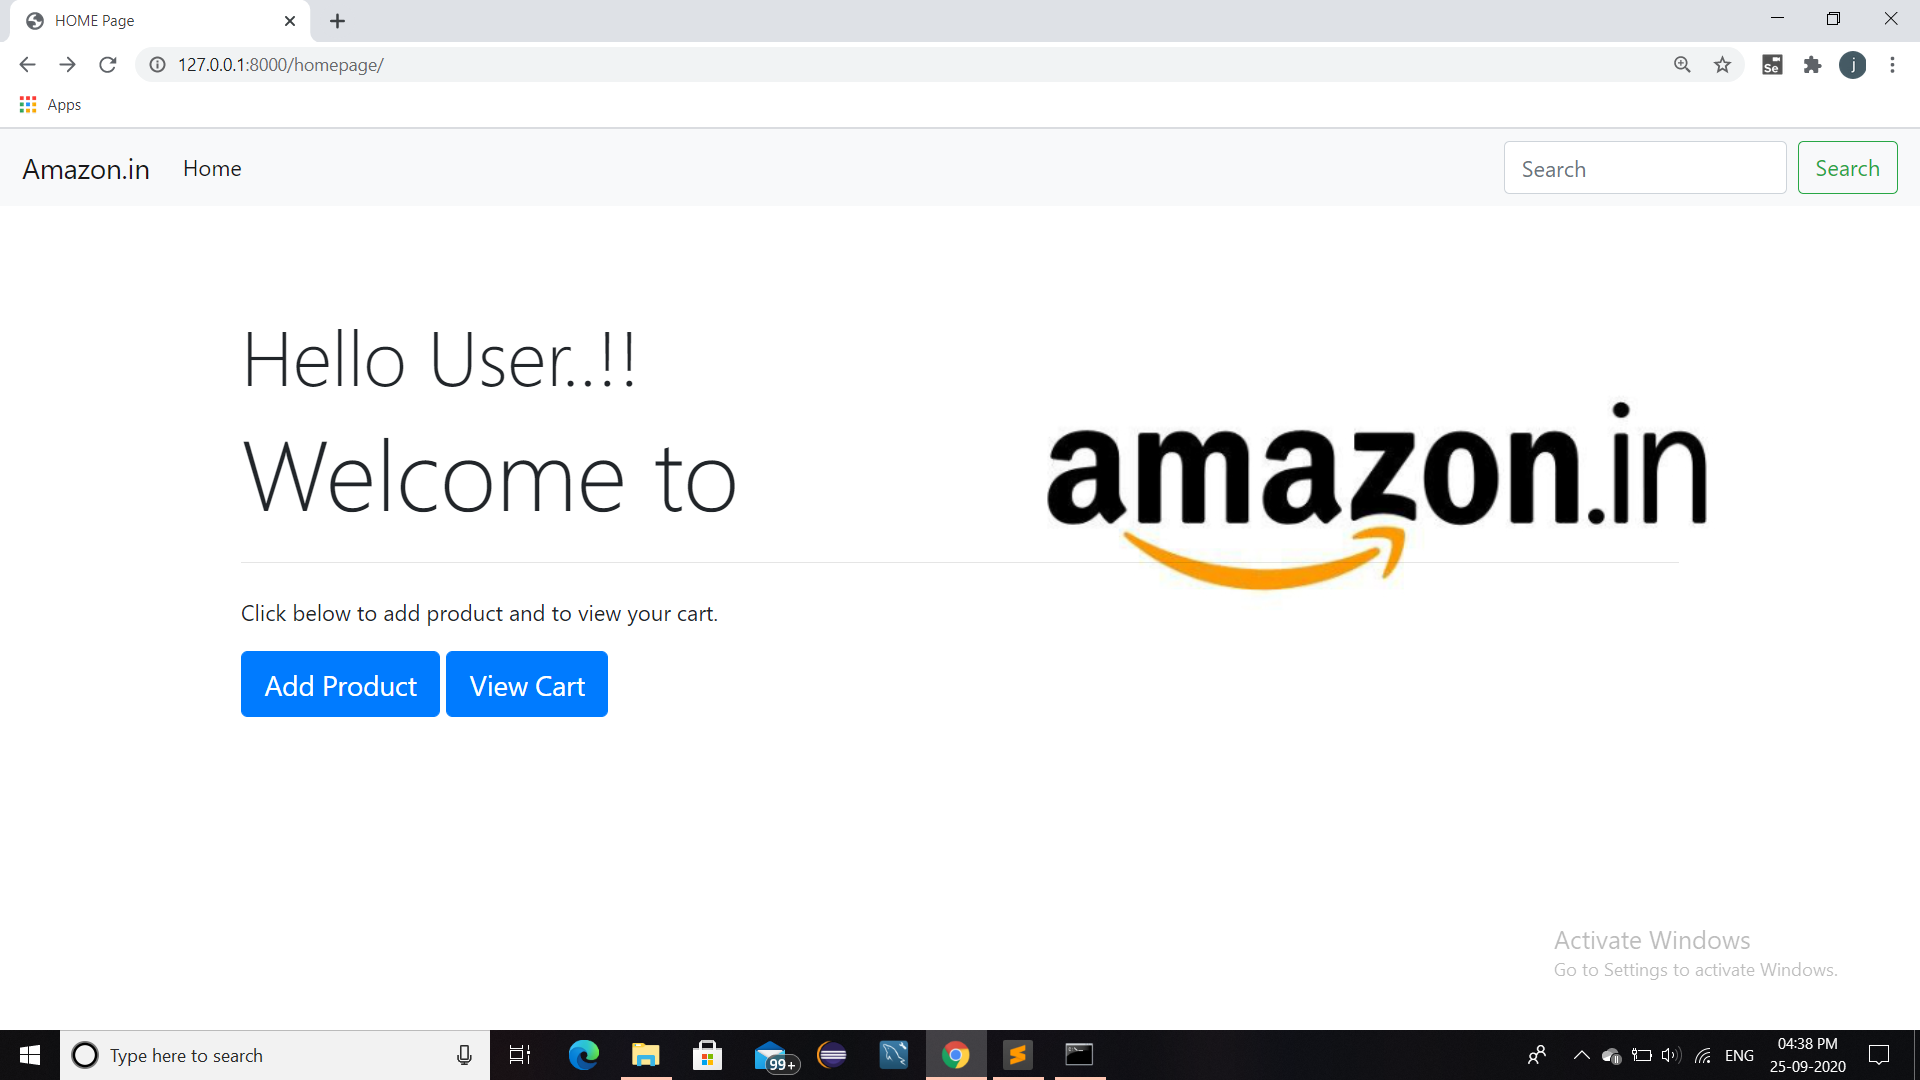 HOME Page
127.0.0.1:8000/homepage/
Se
j
Apps
Amazon.in
Home
Search
Search
Hello User..!!
Welcome to
amazon.in
Click below to add product and to view your cart.
Add Product
View Cart
Activate Windows
Go to Settings to activate Windows.
Type here to search
99+
ENG
04:38 PM
25-09-2020